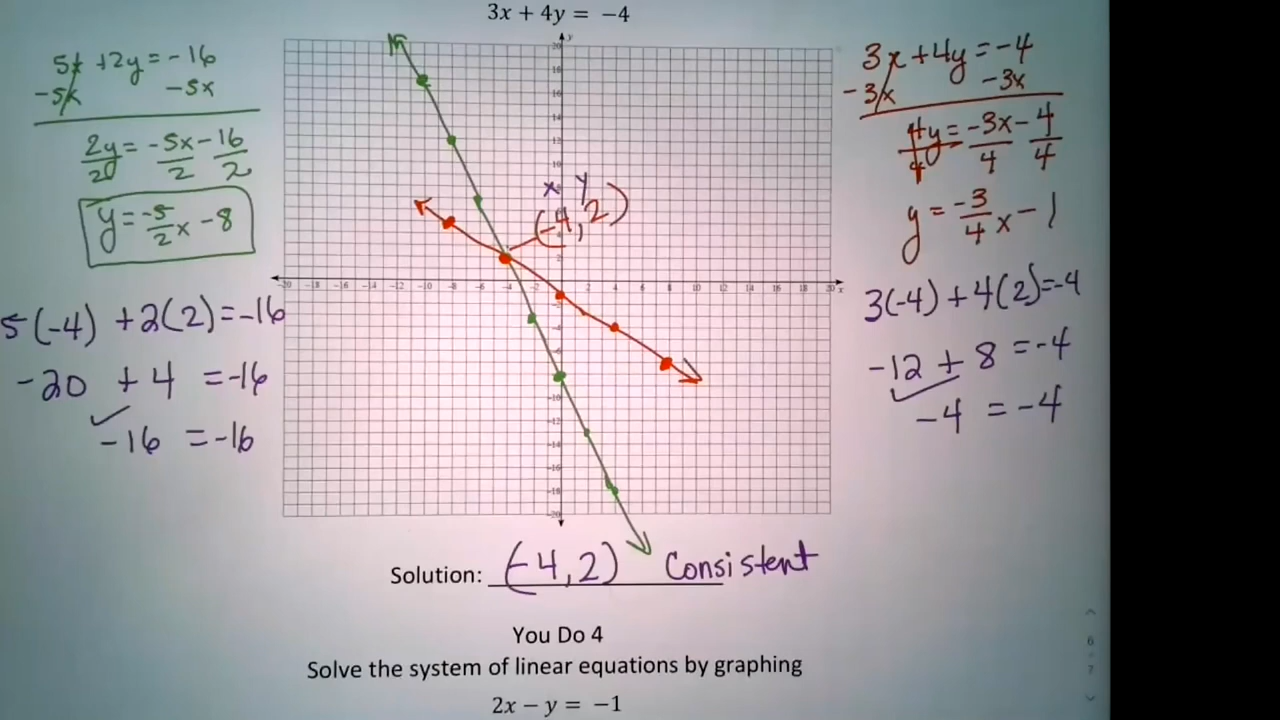 3x + 4y = −4
5x + 2y = -16
-5x -5x
2y/2 = -5x/2 - 16/2
y = -5/2 x - 8
5(-4) + 2(2) = -16
-20 + 4 = -16
-16 = -16
3x + 4y = -4
-3x -3x
4y/4 = -3x/4 - 4/4
y = -3/4 x - 1
3(-4) + 4(2) = -4
-12 + 8 = -4
-4 = -4
x y
(-4, 2)
Solution: (-4, 2) Consistent
You Do 4
Solve the system of linear equations by graphing
2x − y = −1